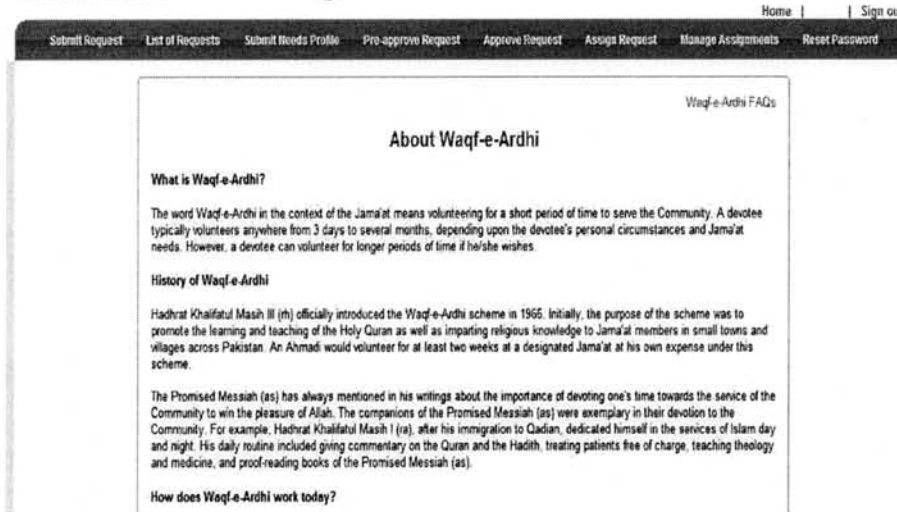 Home | | Sign ou
Submit Request List of Requests Submit Needs Profile Pre-approve Request Approve Request Assign Request Manage Assignments Reset Password
Waqf-e-Ardhi FAQs
About Waqf-e-Ardhi
What is Waqf-e-Ardhi?
The word Waqf-e-Ardhi in the context of the Jama'at means volunteering for a short period of time to serve the Community. A devotee
typically volunteers anywhere from 3 days to several months, depending upon the devotee's personal circumstances and Jama'at
needs. However, a devotee can volunteer for longer periods of time if he/she wishes.
History of Waqf-e-Ardhi
Hadhrat Khalifatul Masih III (rh) officially introduced the Waqf-e-Ardhi scheme in 1965. Initially, the purpose of the scheme was to
promote the learning and teaching of the Holy Quran as well as imparting religious knowledge to Jama'at members in small towns and
villages across Pakistan. An Ahmadi would volunteer for at least two weeks at a designated Jama'at at his own expense under this
scheme.
The Promised Messiah (as) has always mentioned in his writings about the importance of devoting one's time towards the service of the
Community to win the pleasure of Allah. The companions of the Promised Messiah (as) were exemplary in their devotion to the
Community. For example, Hadhrat Khalifatul Masih I (ra), after his immigration to Qadian, dedicated himself in the services of Islam day
and night. His daily routine included giving commentary on the Quran and the Hadith, treating patients free of charge, teaching theology
and medicine, and proof-reading books of the Promised Messiah (as).
How does Waqf-e-Ardhi work today?